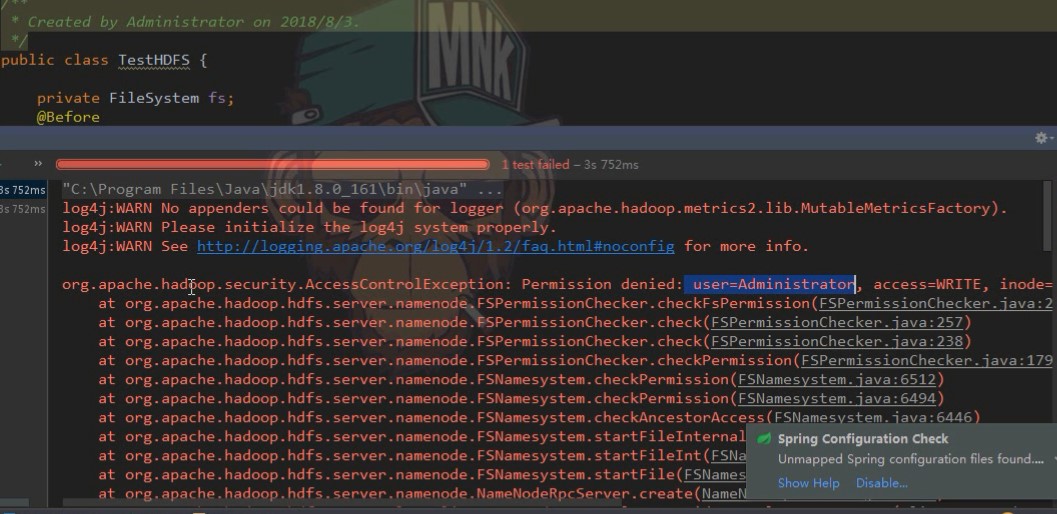 /**
* Created by Administrator on 2018/8/3.
*/
public class TestHDFS {
private FileSystem fs;
@Before
MNK
» 1 test failed – 3s 752ms
3s 752ms "C:\Program Files\Java\jdk1.8.0_161\bin\java" ...
3s 752ms log4j:WARN No appenders could be found for logger (org.apache.hadoop.metrics2.lib.MutableMetricsFactory).
log4j:WARN Please initialize the log4j system properly.
log4j:WARN See http://logging.apache.org/log4j/1.2/faq.html#noconfig for more info.
org.apache.hadoop.security.AccessControlException: Permission denied: user=Administrator, access=WRITE, inode=
at org.apache.hadoop.hdfs.server.namenode.FSPermissionChecker.checkFsPermission(FSPermissionChecker.java:2
at org.apache.hadoop.hdfs.server.namenode.FSPermissionChecker.check(FSPermissionChecker.java:257)
at org.apache.hadoop.hdfs.server.namenode.FSPermissionChecker.check(FSPermissionChecker.java:238)
at org.apache.hadoop.hdfs.server.namenode.FSPermissionChecker.checkPermission(FSPermissionChecker.java:179
at org.apache.hadoop.hdfs.server.namenode.FSNamesystem.checkPermission(FSNamesystem.java:6512)
at org.apache.hadoop.hdfs.server.namenode.FSNamesystem.checkPermission(FSNamesystem.java:6494)
at org.apache.hadoop.hdfs.server.namenode.FSNamesystem.checkAncestorAccess(FSNamesystem.java:6446)
at org.apache.hadoop.hdfs.server.namenode.FSNamesystem.startFileInternal
at org.apache.hadoop.hdfs.server.namenode.FSNamesystem.startFileInt(FSNa
at org.apache.hadoop.hdfs.server.namenode.FSNamesystem.startFile(FSNames
at org.apache.hadoop.hdfs.server.namenode.NameNodeRpcServer.create(NameN
Spring Configuration Check
Unmapped Spring configuration files found....
Show Help Disable...